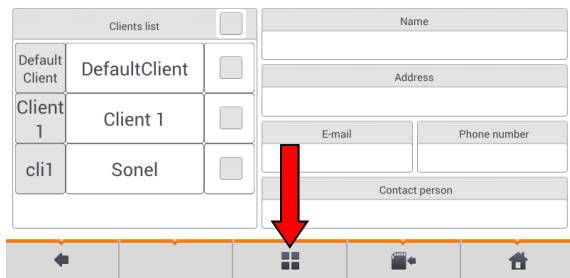 Clients list
Default
Client
DefaultClient
Client
1
Client 1
cli1
Sonel
Name
Address
E-mail
Phone number
Contact person